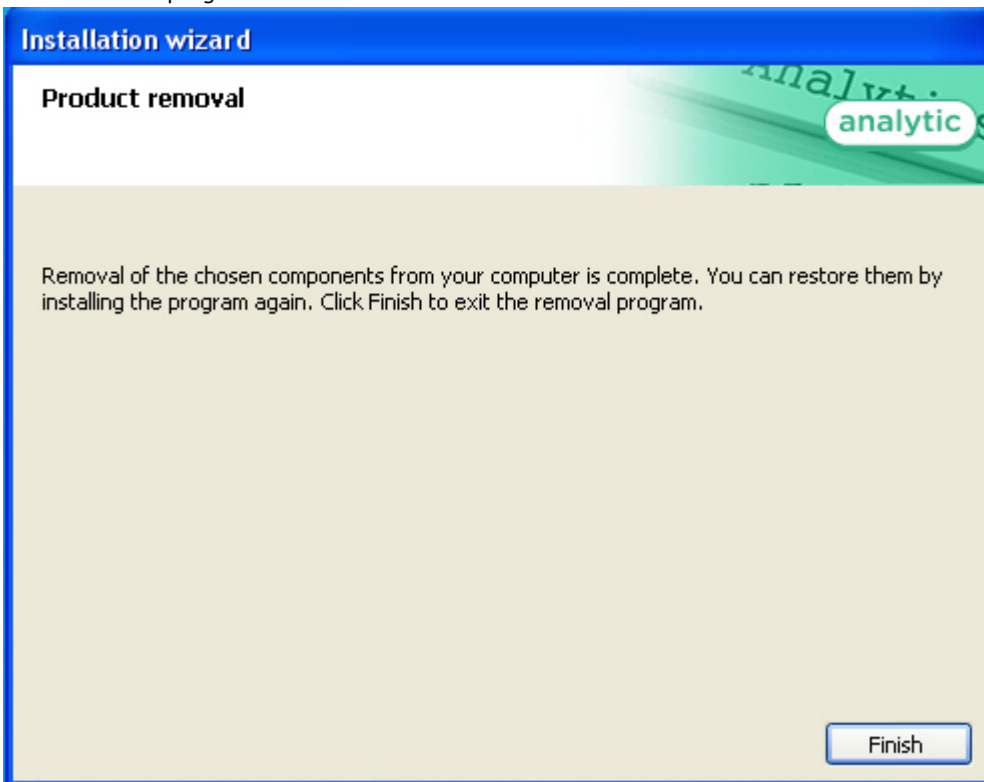 Installation wizard
Product removal
Analytics
analytic
Removal of the chosen components from your computer is complete. You can restore them by
installing the program again. Click Finish to exit the removal program.
Finish